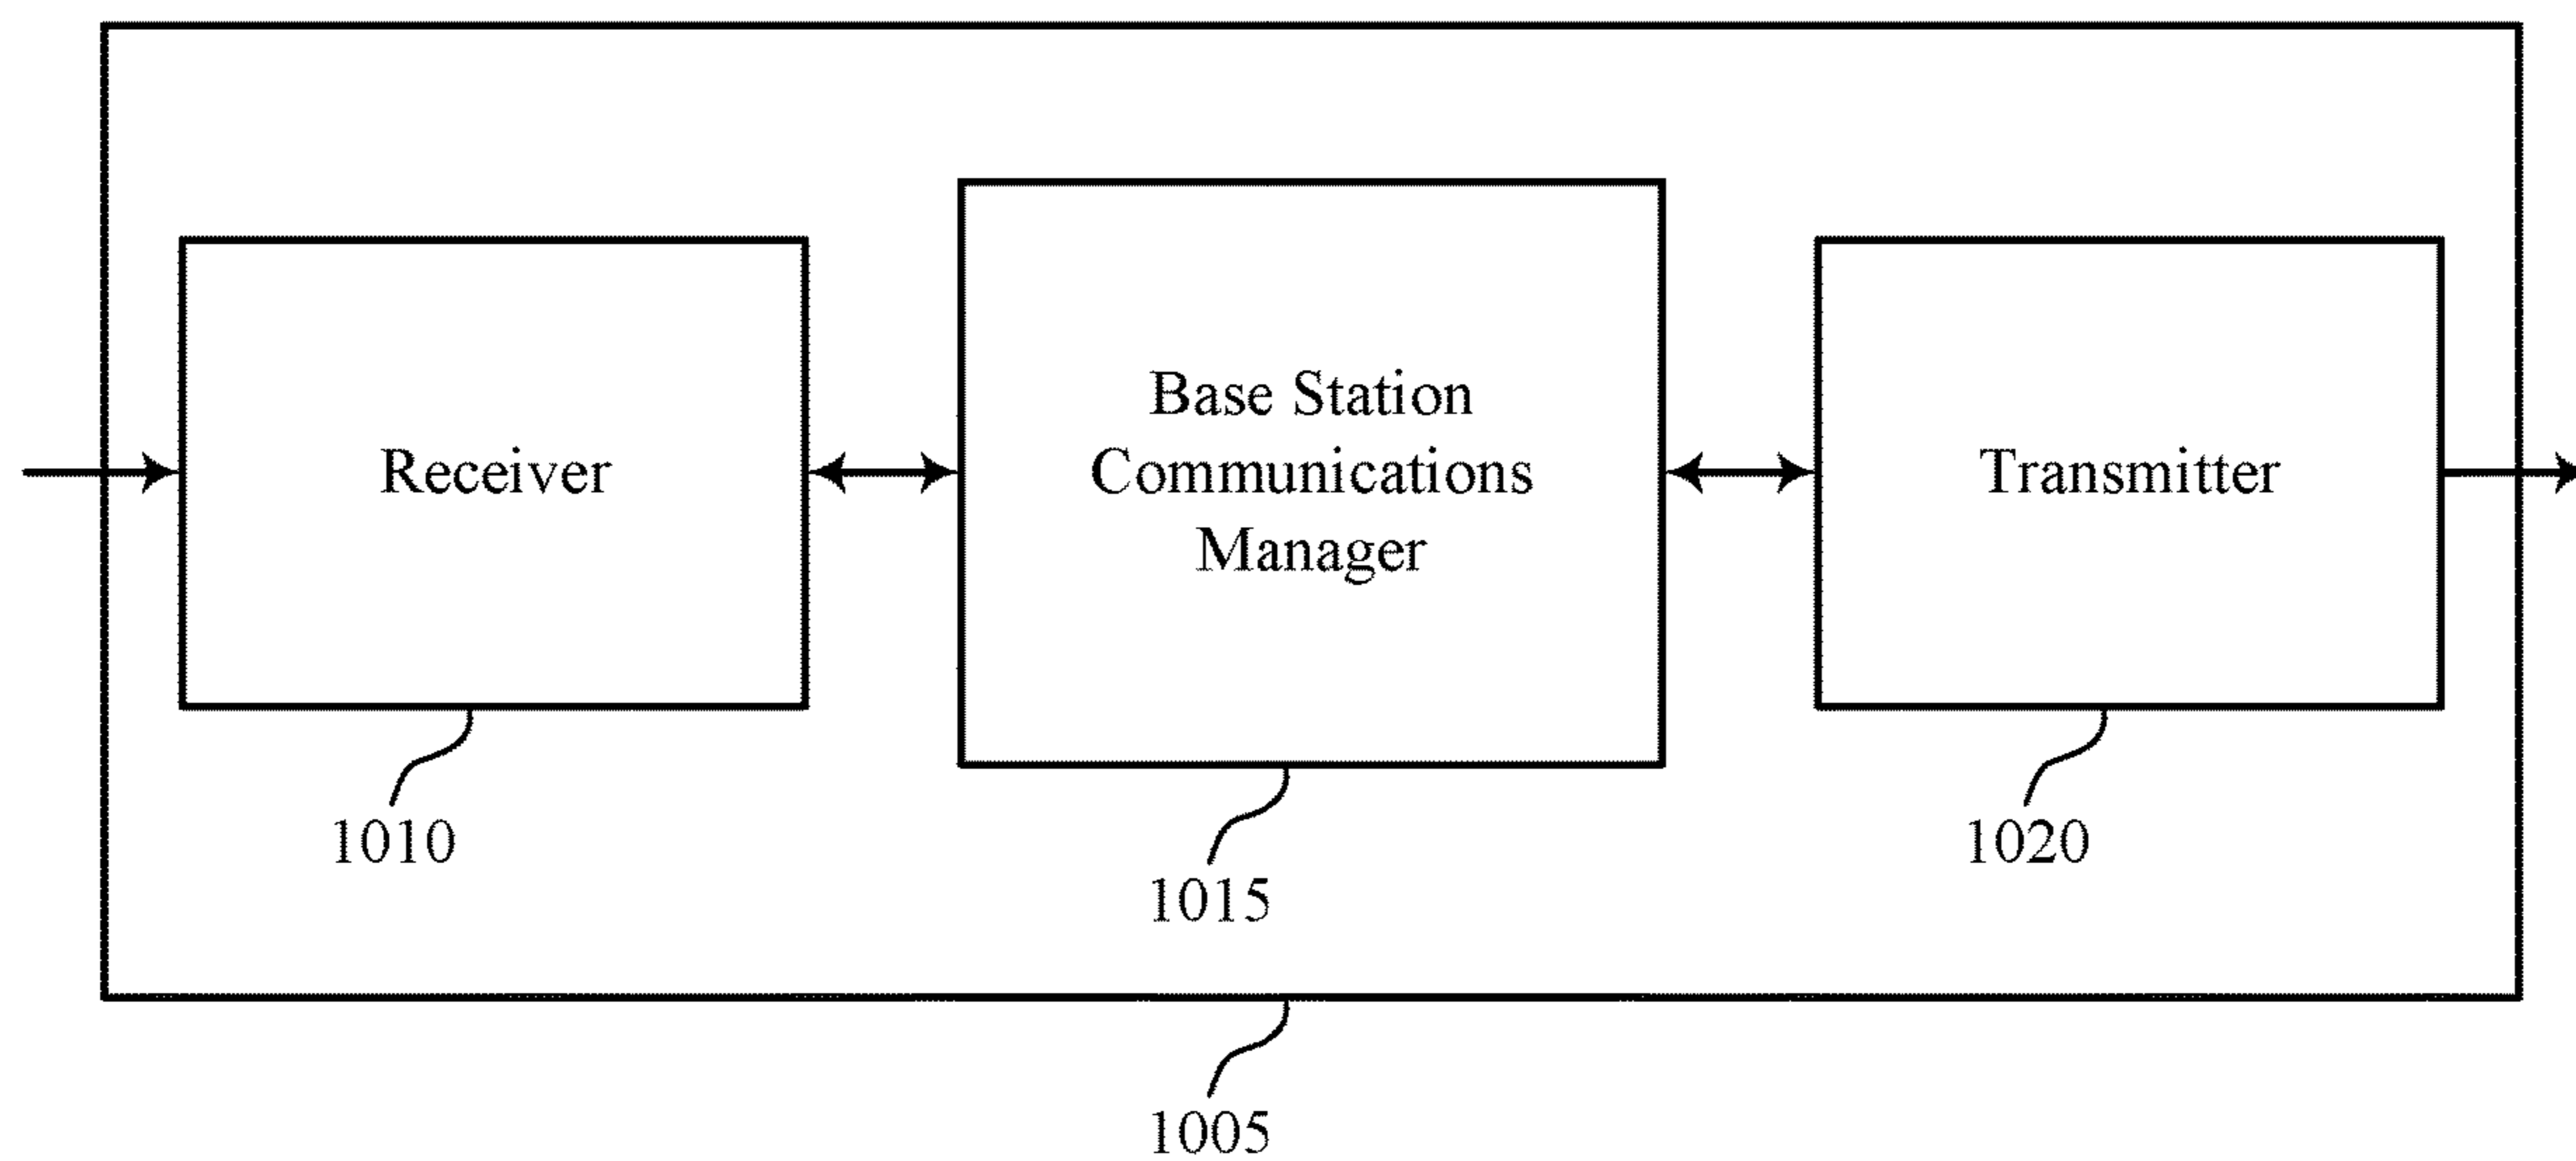 Receiver
Base Station
Communications
Manager
Transmitter
1010
1015
1020
1005